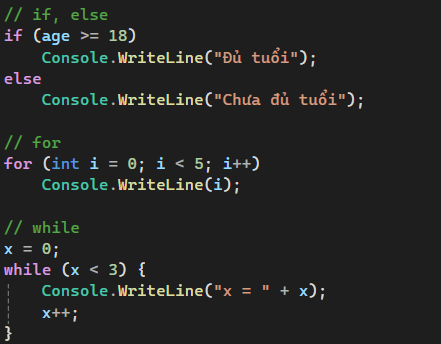 // if, else
if (age >= 18)
    Console.WriteLine("Đủ tuổi");
else
    Console.WriteLine("Chưa đủ tuổi");

// for
for (int i = 0; i < 5; i++)
    Console.WriteLine(i);

// while
x = 0;
while (x < 3) {
    Console.WriteLine("x = " + x);
    x++;
}